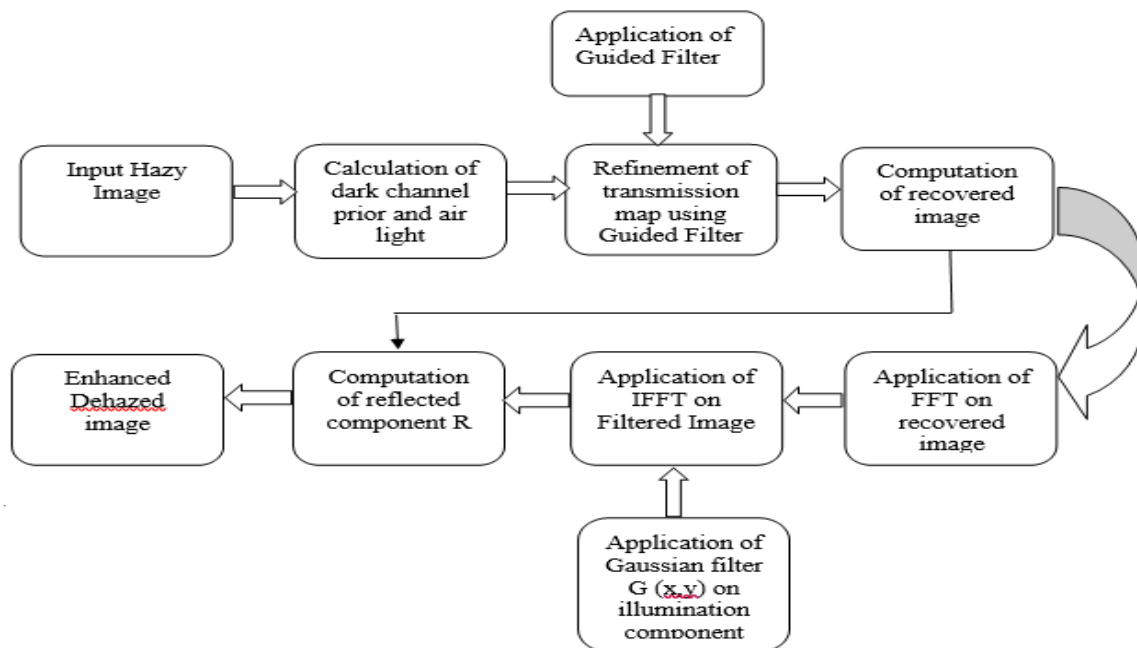 Application of
Guided Filter
Input Hazy
Image
Calculation of
dark channel
prior and air
light
Refinement of
transmission
map using
Guided Filter
Computation
of recovered
image
Enhanced
Dehazed
image
Computation
of reflected
component R
Application of
IFFT on
Filtered Image
Application of
FFT on
recovered
image
Application of
Gaussian filter
G (x,y) on
illumination
component